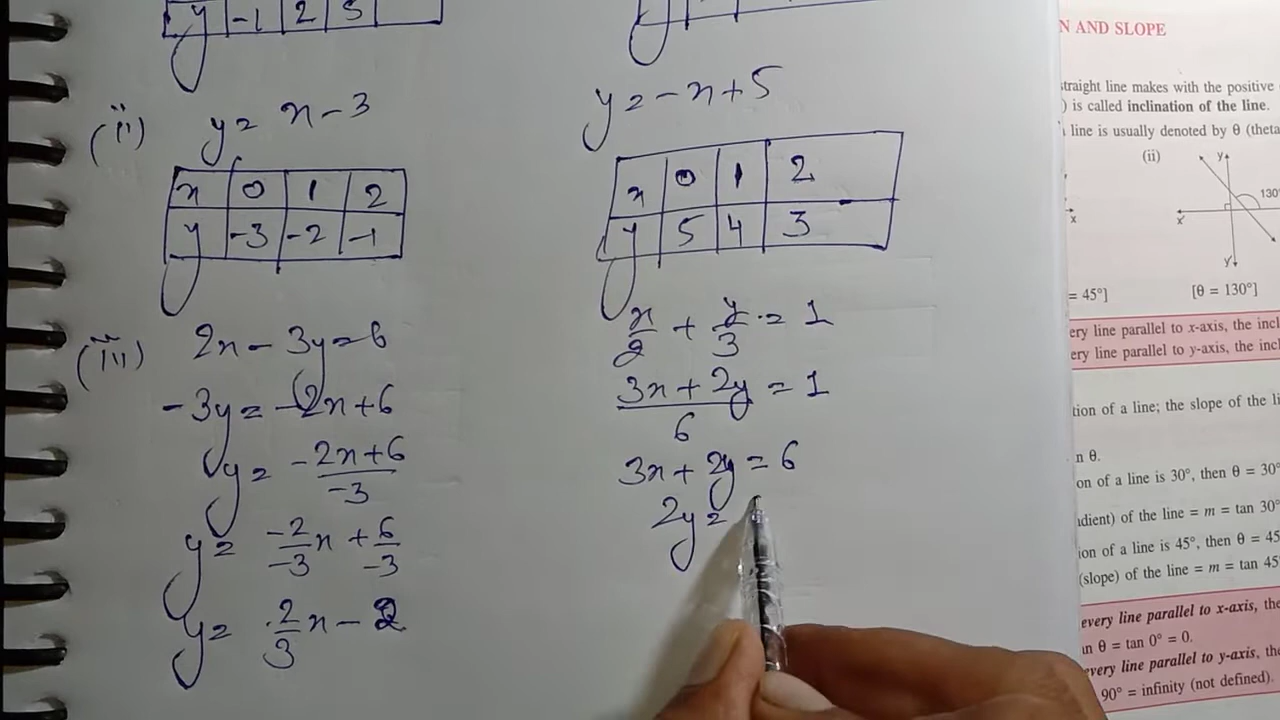 y -1 2 5
y
(ii) y = x - 3
x 0 1 2
y -3 -2 -1
y = -x + 5
x 0 1 2
y 5 4 3
(iii) 2x - 3y = 6
-3y = -2x + 6
y = -2x + 6 / -3
y = -2/-3 x + 6/-3
y = 2/3 x - 2
x/2 + y/3 = 1
3x + 2y / 6 = 1
3x + 2y = 6
2y =
N AND SLOPE
straight line makes with the positive
) is called inclination of the line.
line is usually denoted by θ (theta
(ii)
Y
130°
x
X'
Y'
= 45°]
[θ = 130°]
ery line parallel to x-axis, the incl
ery line parallel to y-axis, the incl
tion of a line; the slope of the li
n θ.
on of a line is 30°, then θ = 30°
adient) of the line = m = tan 30°
ion of a line is 45°, then θ = 45
(slope) of the line = m = tan 45°
every line parallel to x-axis, the
an θ = tan 0° = 0.
every line parallel to y-axis, the
90° = infinity (not defined).